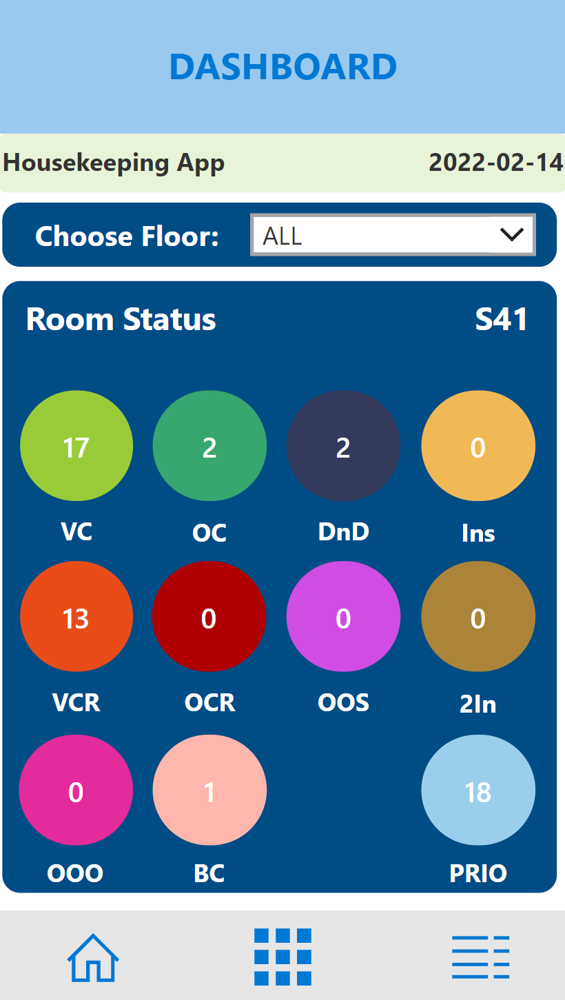 DASHBOARD
Housekeeping App 2022-02-14
Choose Floor: ALL
Room Status S41
17 2 2 0
VC OC DnD Ins
13 0 0 0
VCR OCR OOS 2In
0 1 18
OOO BC PRIO